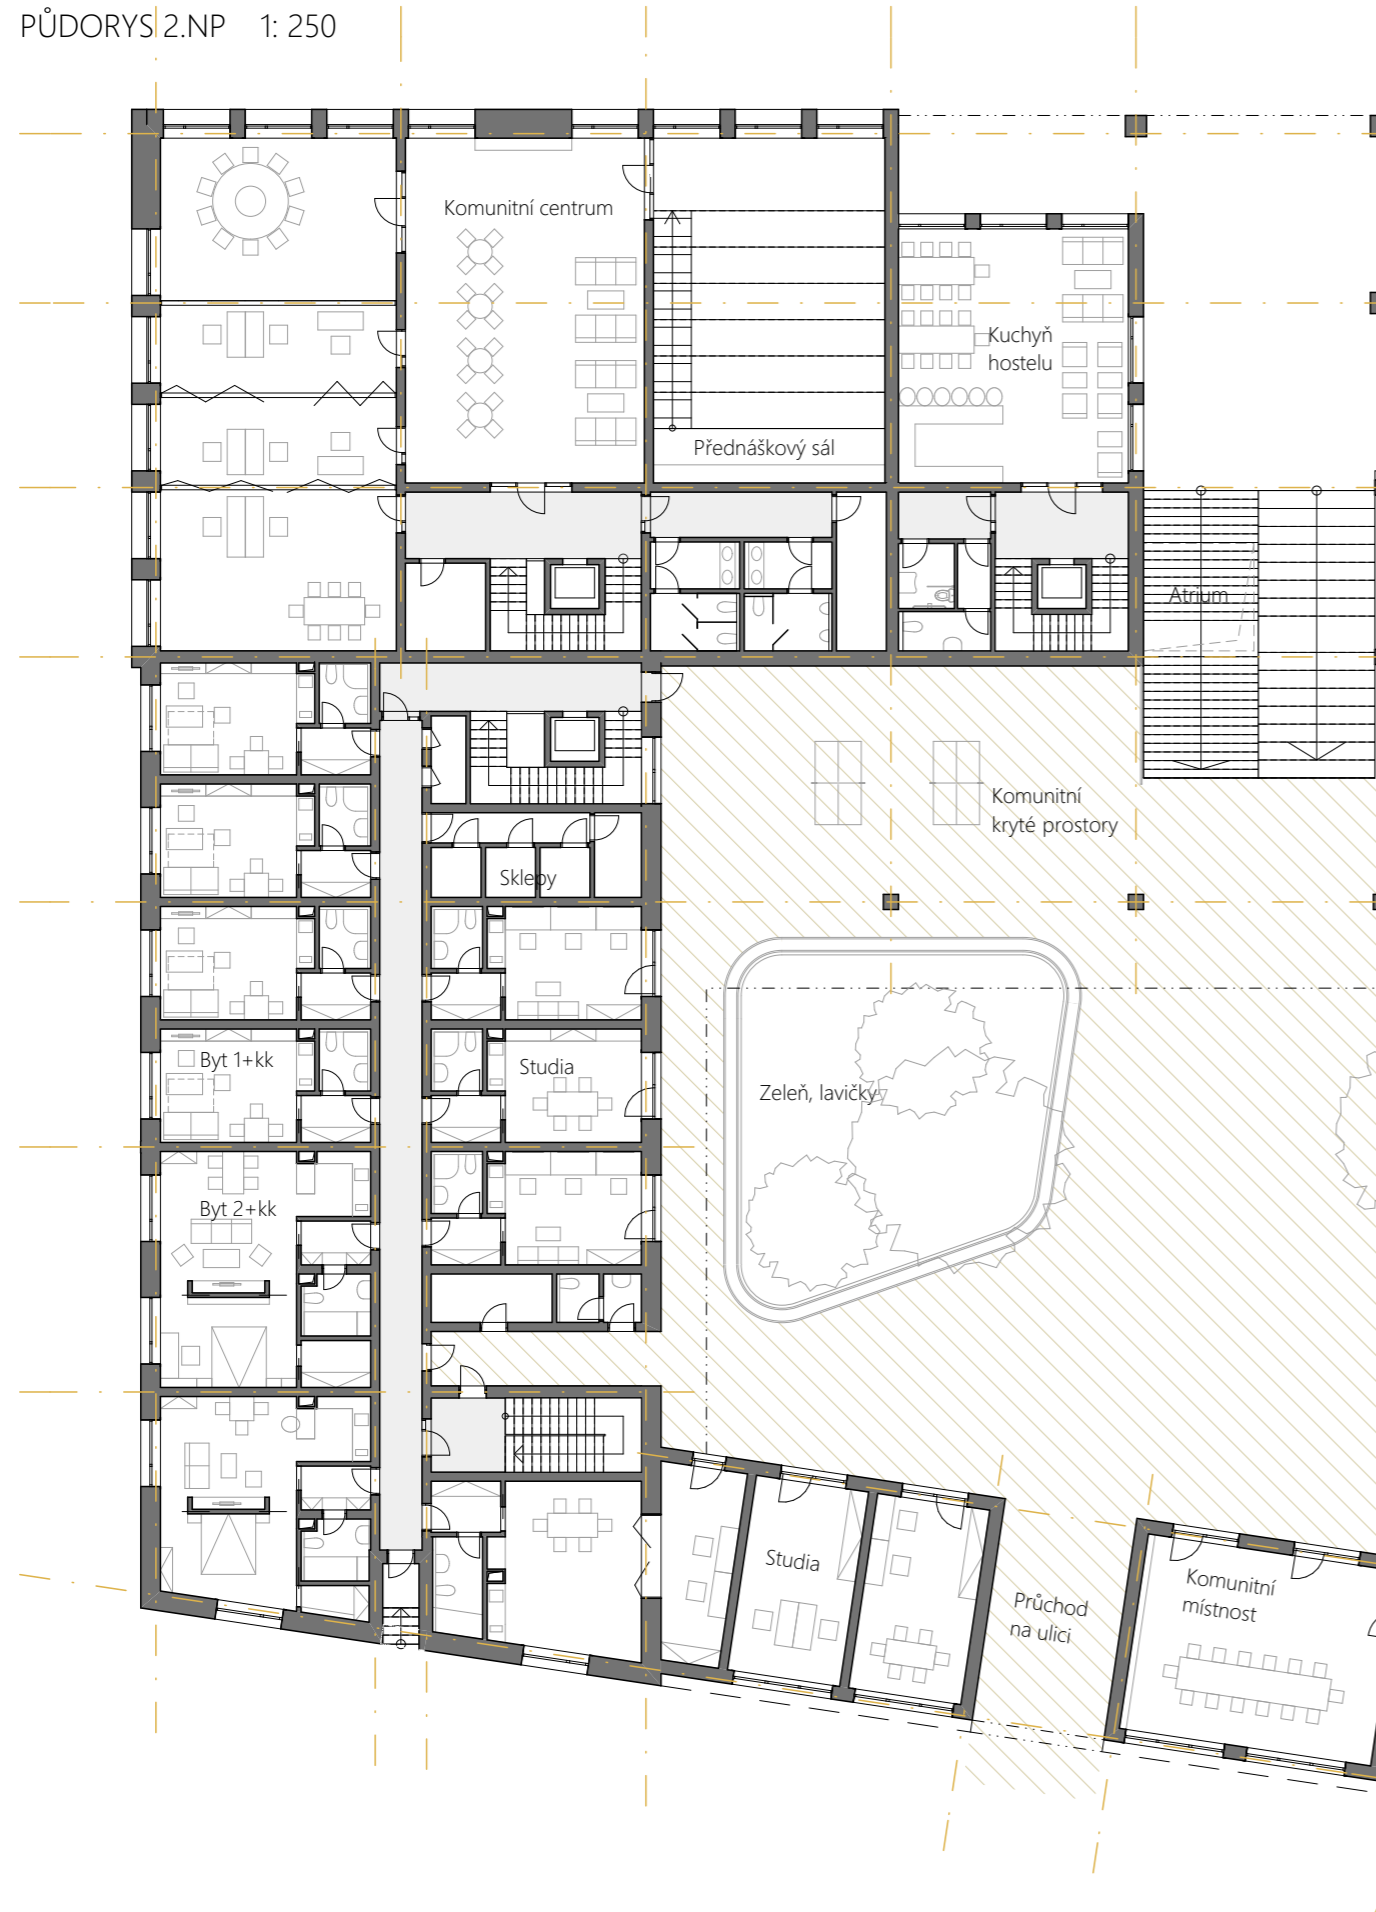 PŮDORYS 2.NP 1: 250
Komunitní centrum
Kuchyň
hostelu
Přednáškový sál
Atrium
Komunitní
kryté prostory
Sklepy
Byt 1+kk
Studia
Zeleň, lavičky
Byt 2+kk
Studia
Komunitní
místnost
Průchod
na ulici